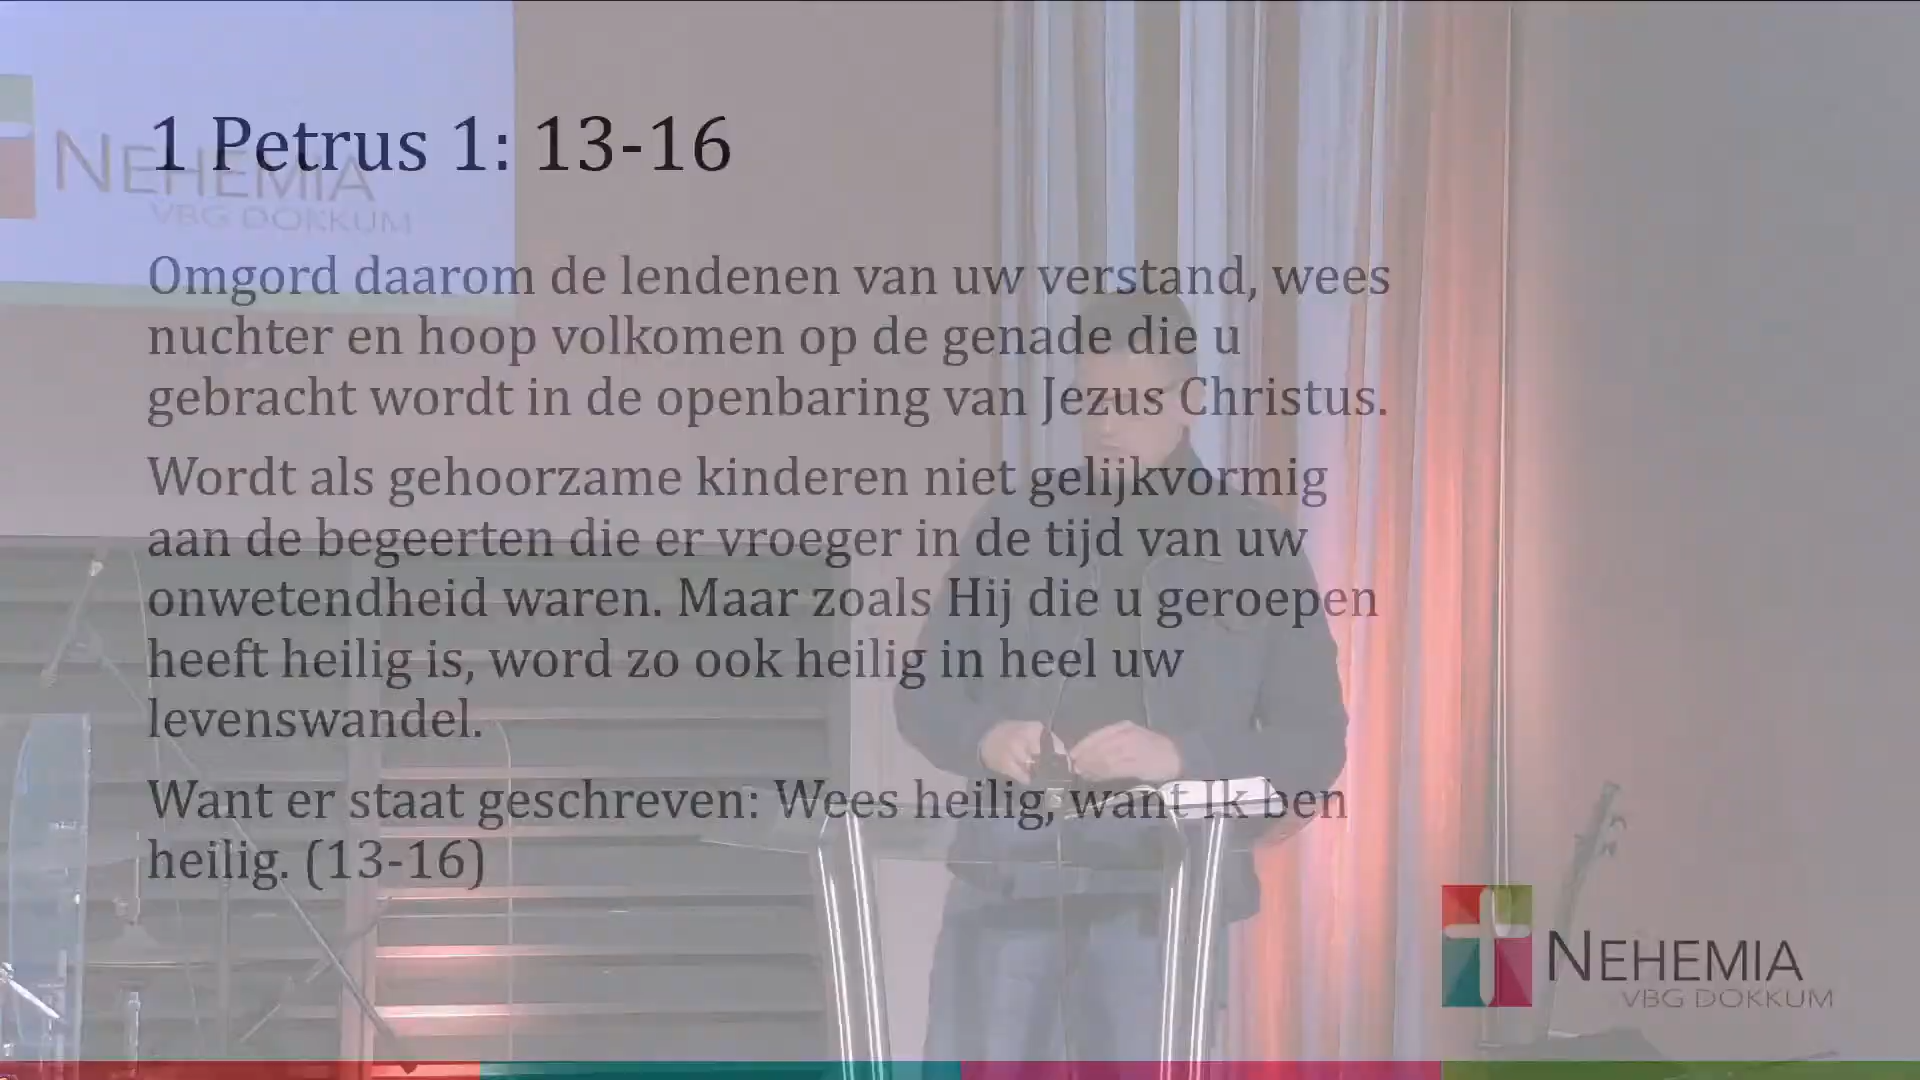 1 Petrus 1: 13-16
NEHEMIA
VBG DOKKUM
Omgord daarom de lendenen van uw verstand, wees
nuchter en hoop volkomen op de genade die u
gebracht wordt in de openbaring van Jezus Christus.
Wordt als gehoorzame kinderen niet gelijkvormig
aan de begeerten die er vroeger in de tijd van uw
onwetendheid waren. Maar zoals Hij die u geroepen
heeft heilig is, word zo ook heilig in heel uw
levenswandel.
Want er staat geschreven: Wees heilig, want Ik ben
heilig. (13-16)
NEHEMIA
VBG DOKKUM